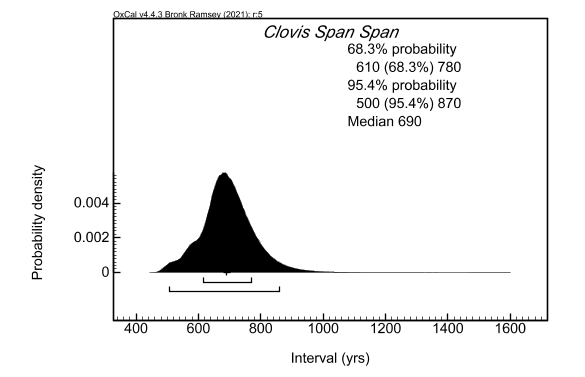 OxCal v4.4.3 Bronk Ramsey (2021); r:5
Clovis Span Span
68.3% probability
610 (68.3%) 780
95.4% probability
500 (95.4%) 870
Median 690
Probability density
0.004
0.002
0
400 600 800 1000 1200 1400 1600
Interval (yrs)